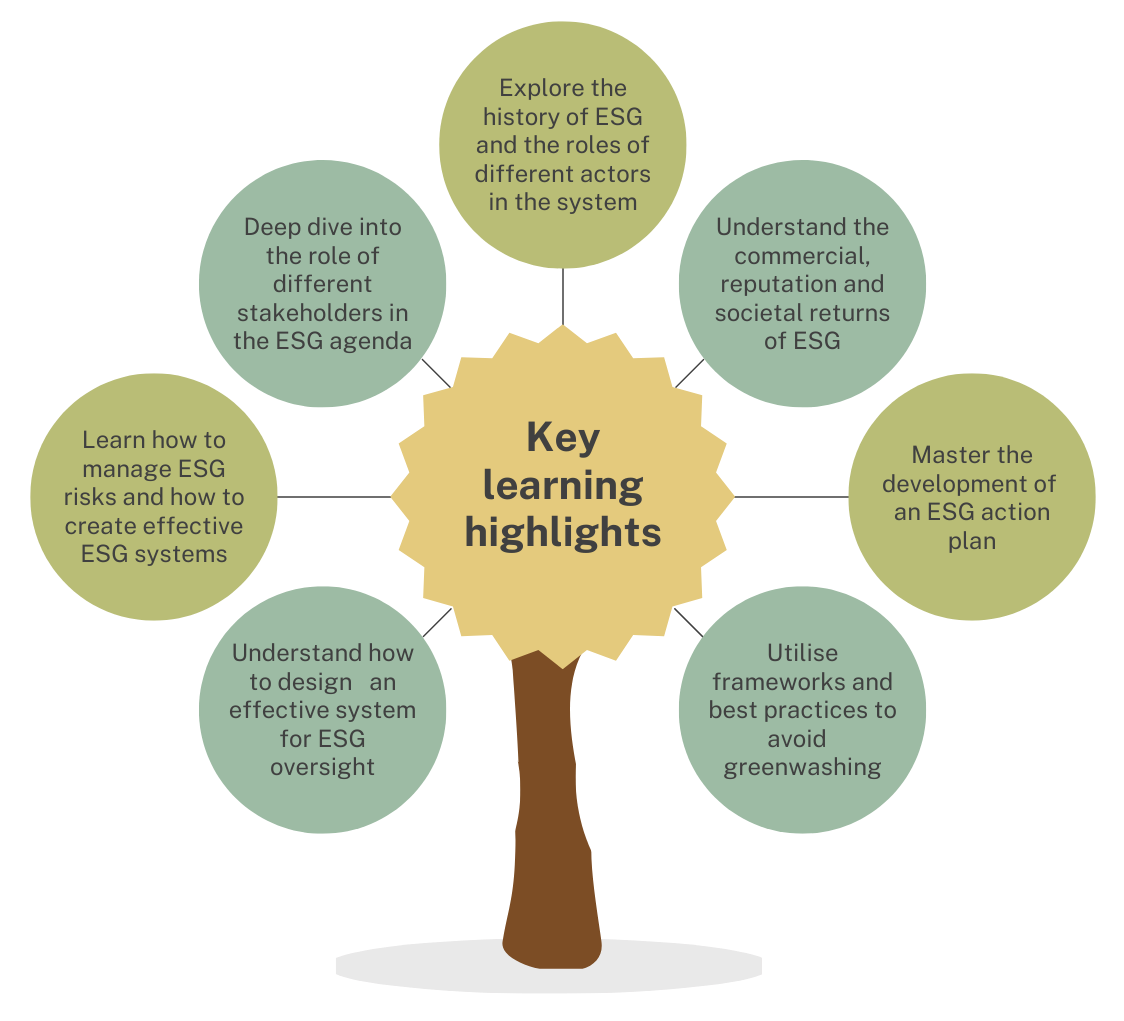 Explore the
history of ESG
and the roles of
different actors
in the system
Deep dive into
the role of
different
stakeholders in
the ESG agenda
Understand the
commercial,
reputation and
societal returns
of ESG
Learn how to
manage ESG
risks and how to
create effective
ESG systems
Key
learning
highlights
Master the
development of
an ESG action
plan
Understand how
to design   an
effective system
for ESG
oversight
Utilise
frameworks and
best practices to
avoid
greenwashing